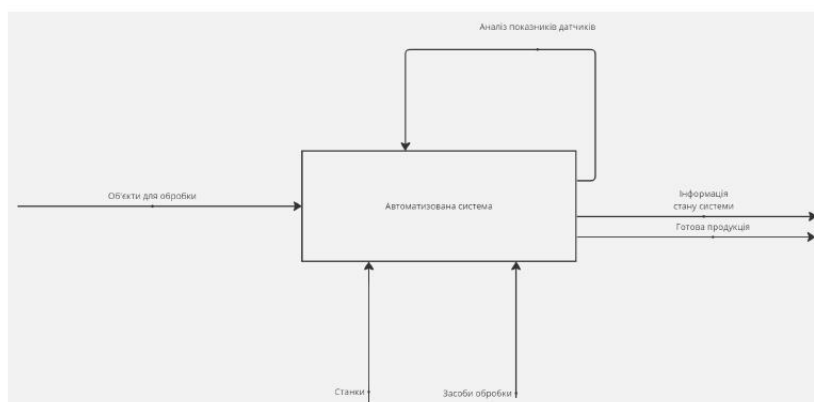 Аналіз показників датчиків
Об'єкти для обробки
Автоматизована система
Інформація
стану системи
Готова продукція
Станки
Засоби обробки